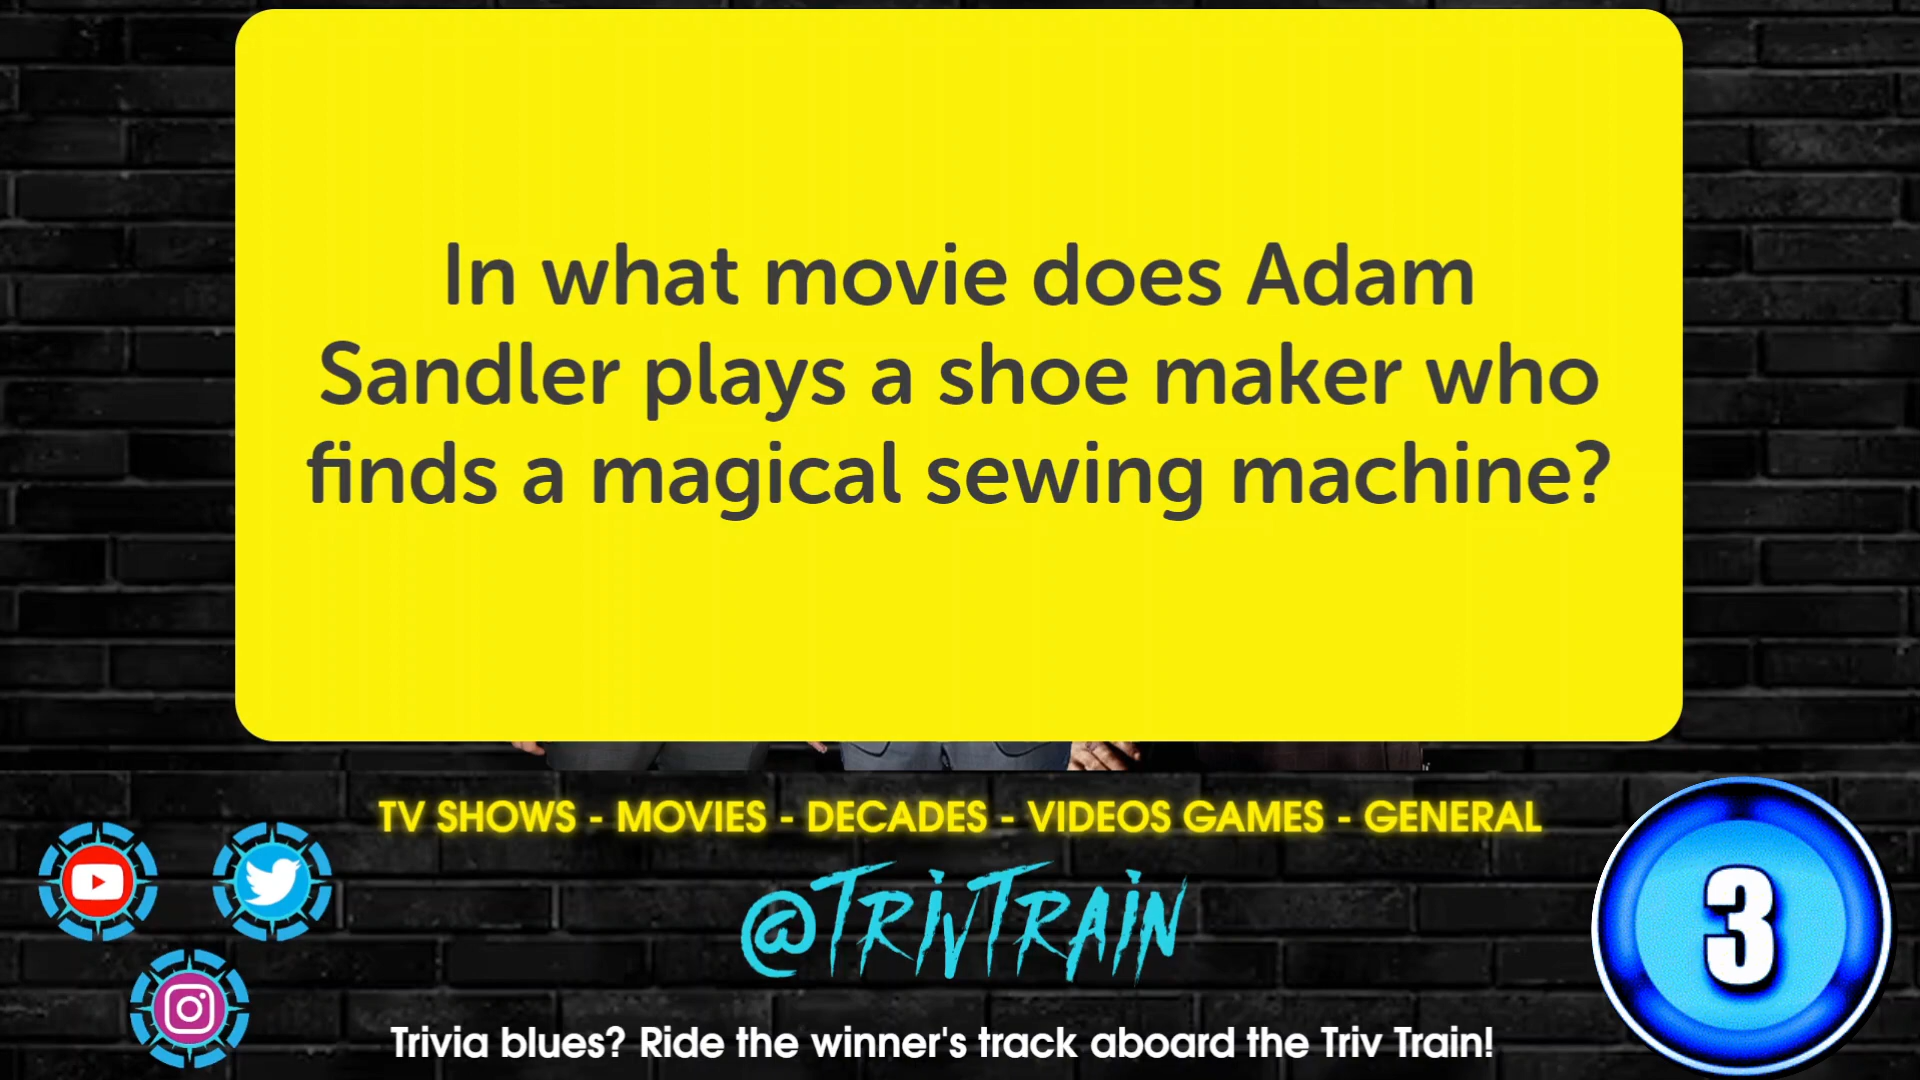 In what movie does Adam
Sandler plays a shoe maker who
finds a magical sewing machine?
TV SHOWS - MOVIES - DECADES - VIDEOS GAMES - GENERAL
@TRIVTRAIN
3
Trivia blues? Ride the winner's track aboard the Triv Train!